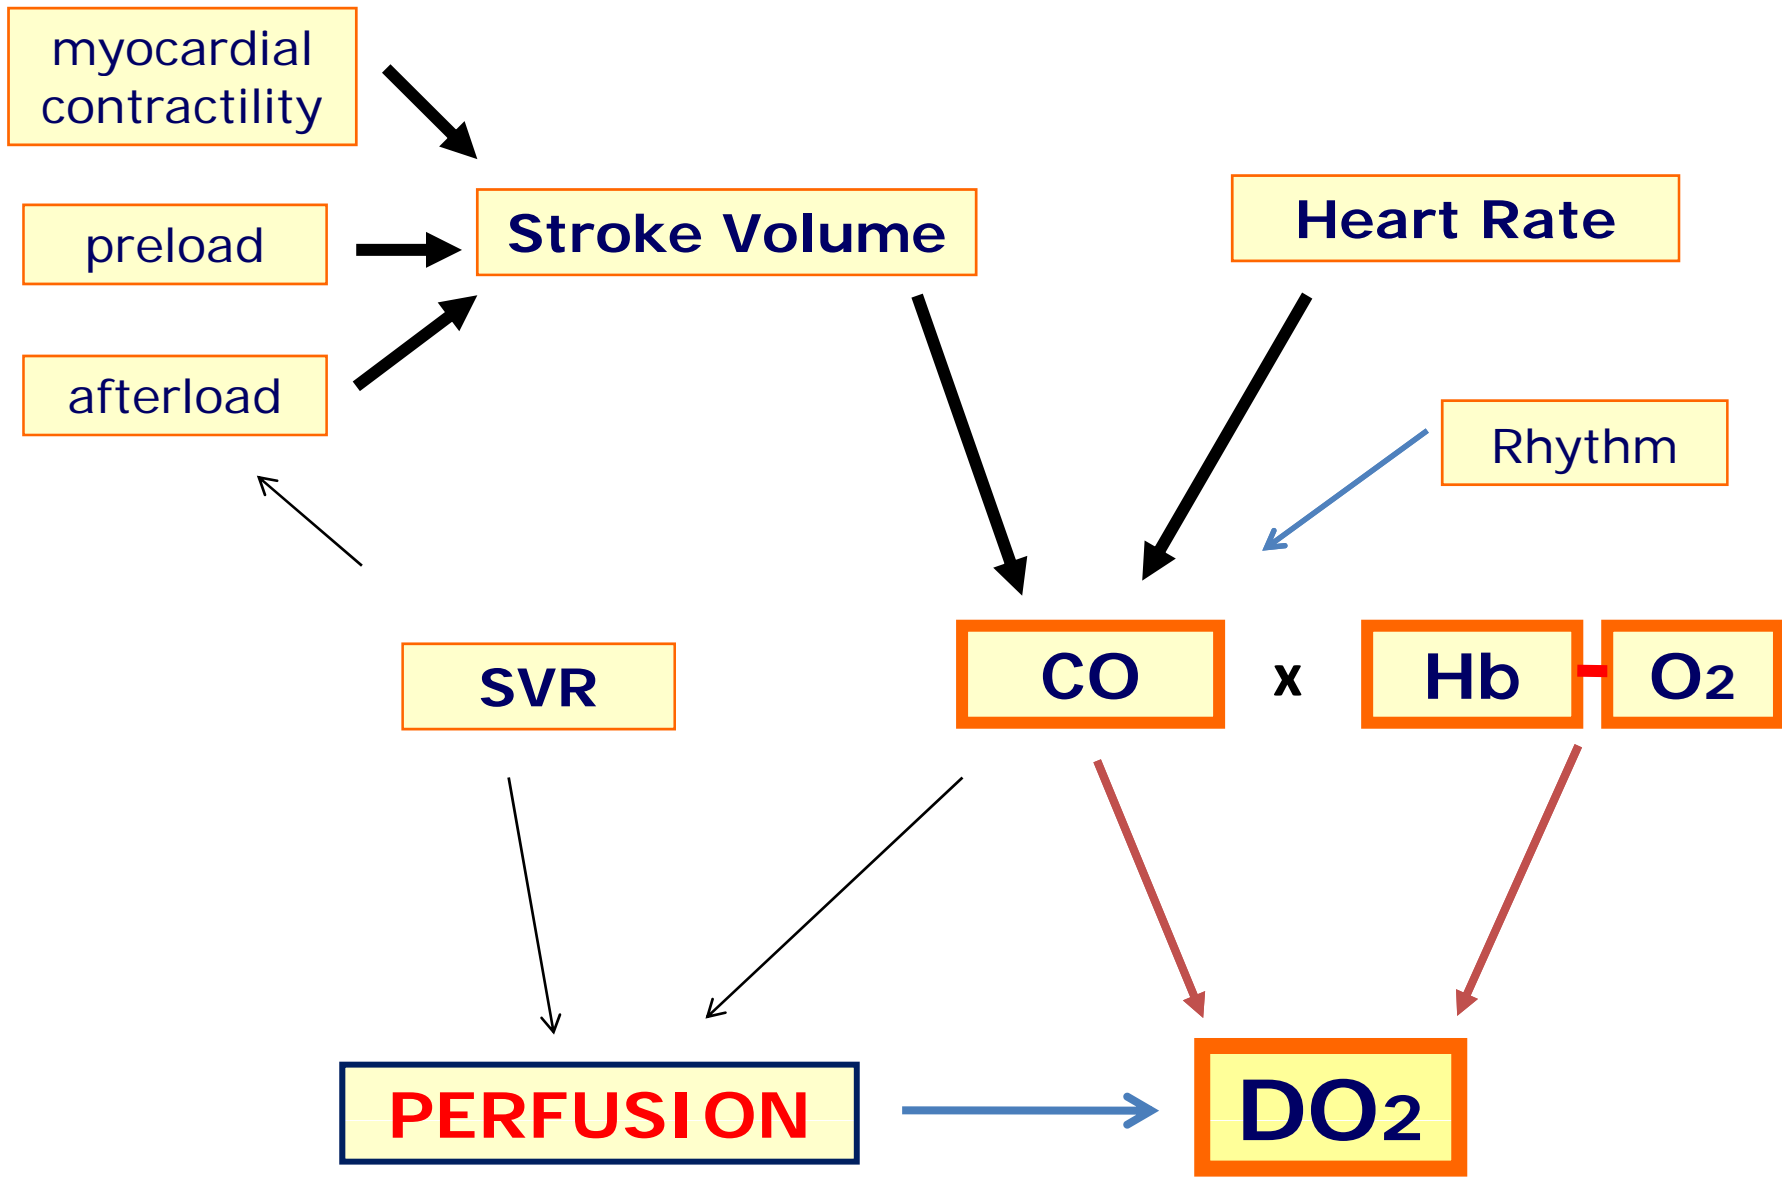 myocardial
contractility
preload
afterload
Stroke Volume
Heart Rate
Rhythm
SVR
CO
x
Hb
-
O2
PERFUSION
DO2